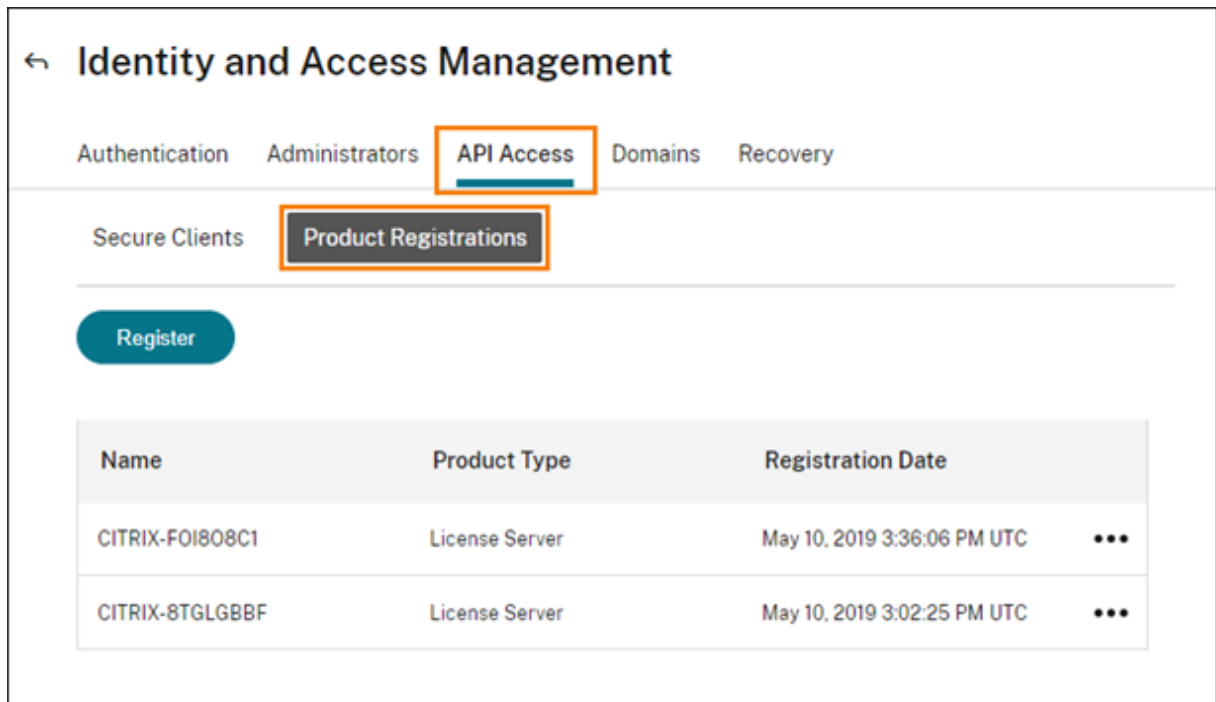 Identity and Access Management
Authentication Administrators API Access Domains Recovery
Secure Clients Product Registrations
Register
Name Product Type Registration Date
CITRIX-FOI8O8C1 License Server May 10, 2019 3:36:06 PM UTC
CITRIX-8TGLGBBF License Server May 10, 2019 3:02:25 PM UTC